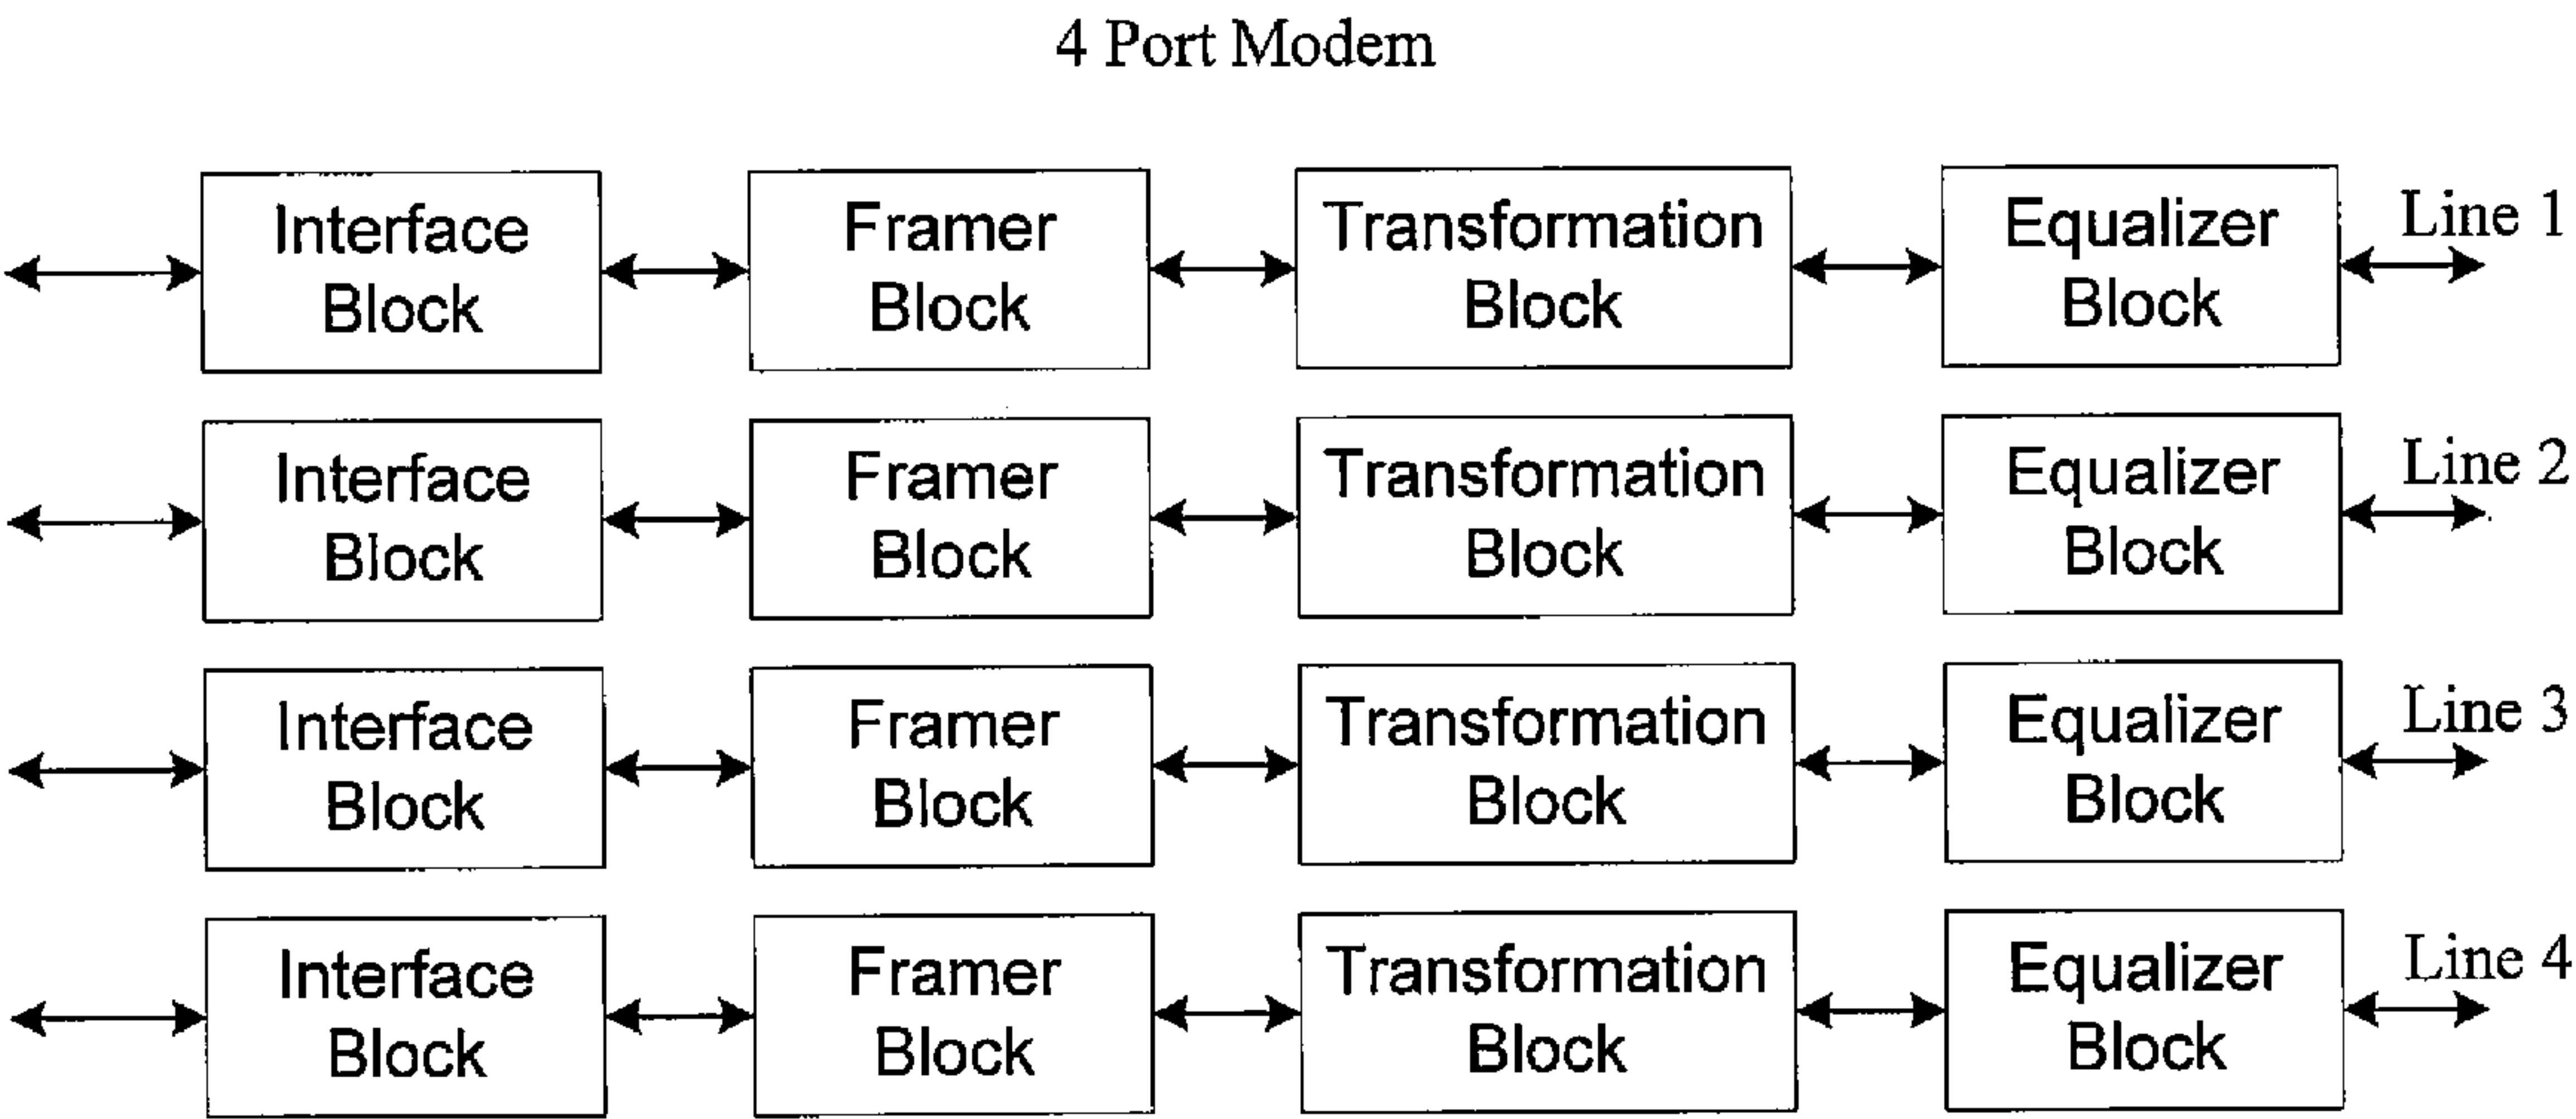 4 Port Modem
Interface Block
Framer Block
Transformation Block
Equalizer Block
Line 1
Interface Block
Framer Block
Transformation Block
Equalizer Block
Line 2
Interface Block
Framer Block
Transformation Block
Equalizer Block
Line 3
Interface Block
Framer Block
Transformation Block
Equalizer Block
Line 4